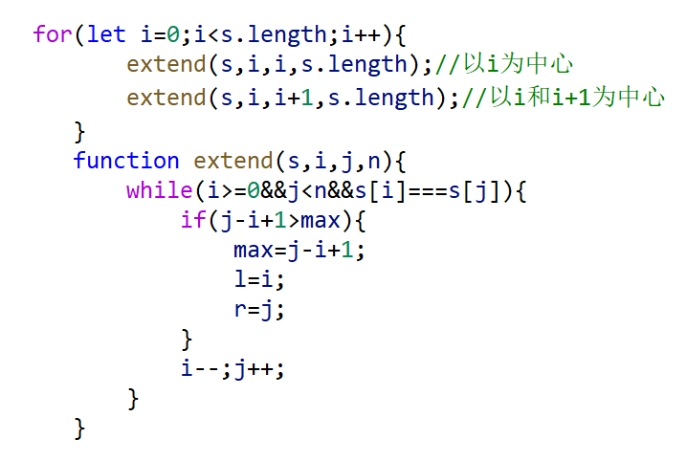 for(let i=0;i<s.length;i++){
extend(s,i,i,s.length);//以i为中心
extend(s,i,i+1,s.length);//以i和i+1为中心
}
function extend(s,i,j,n){
while(i>=0&&j<n&&s[i]===s[j]){
if(j-i+1>max){
max=j-i+1;
l=i;
r=j;
}
i--;j++;
}
}